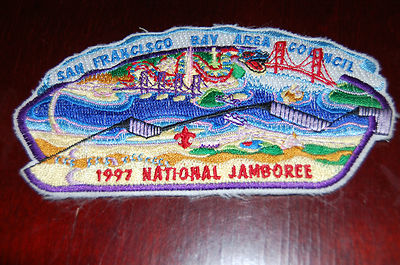 SAN FRANCISCO BAY AREA COUNCIL
1997 NATIONAL JAMBOREE